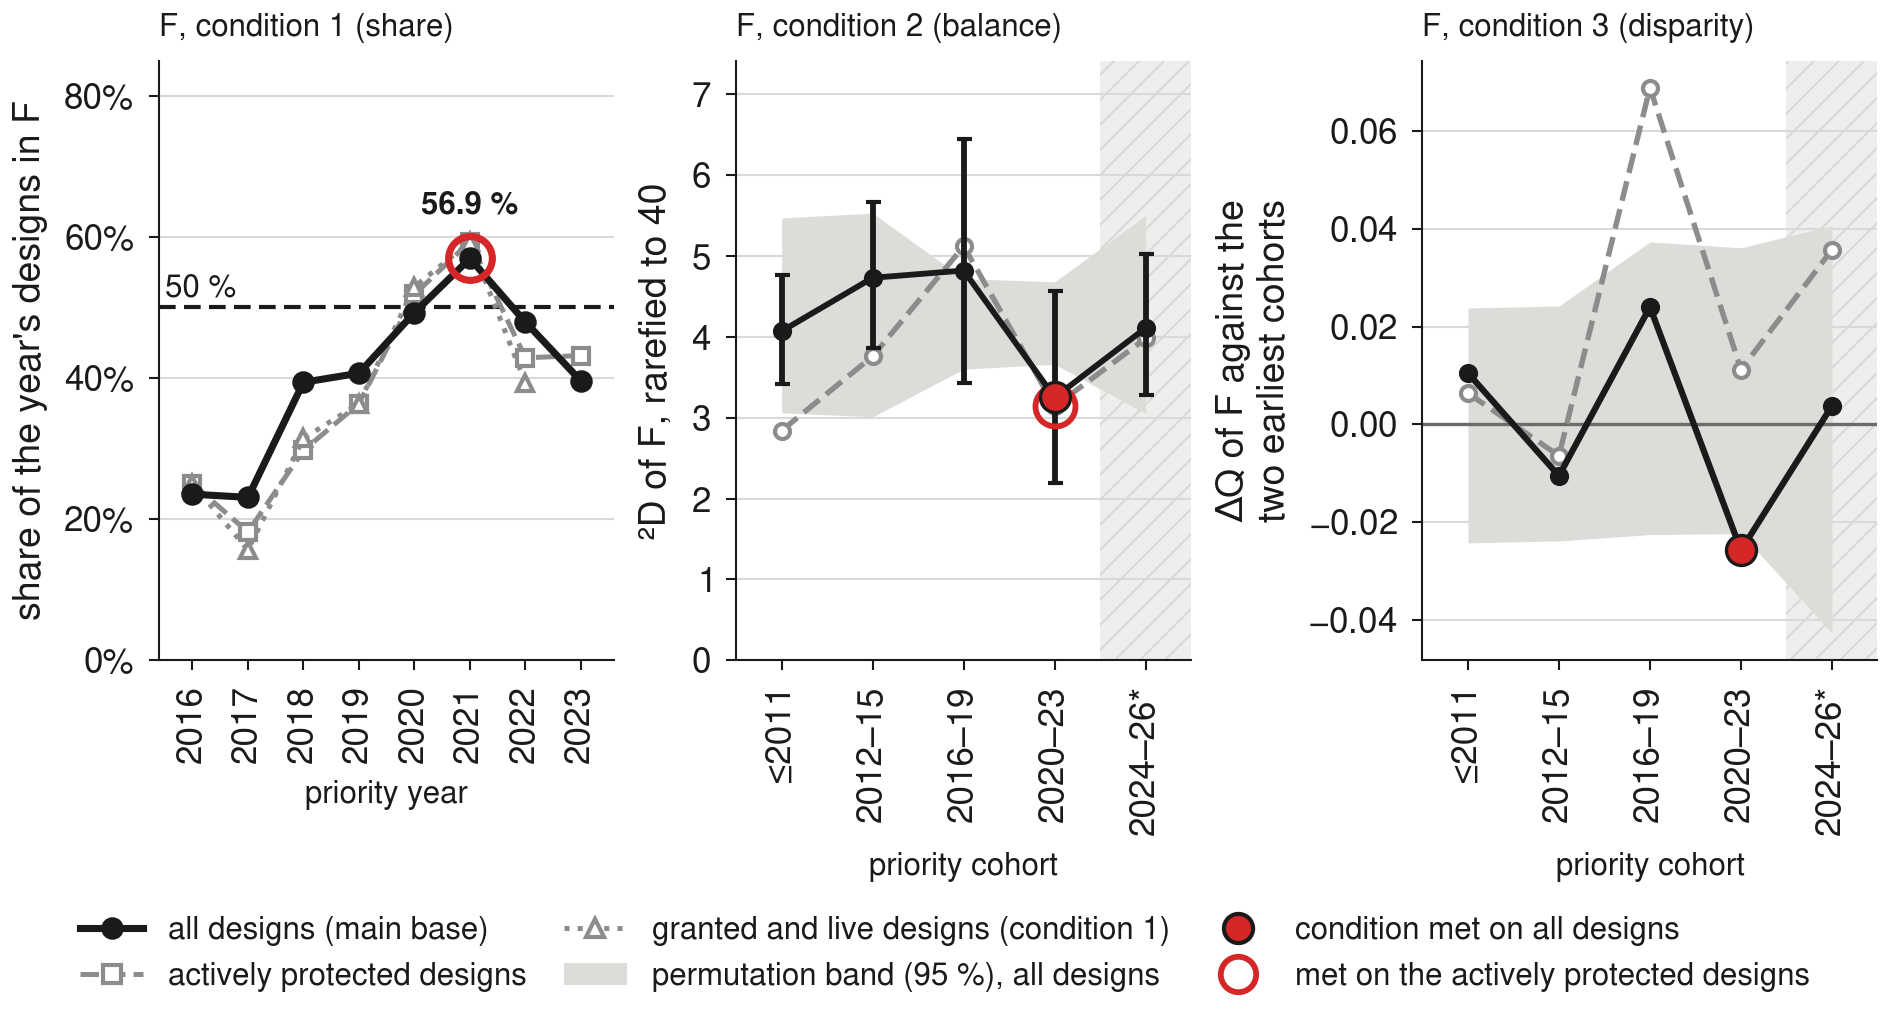 F, condition 1 (share)
share of the year's designs in F
80%
60%
40%
20%
0%
56.9 %
50 %
2016
2017
2018
2019
2020
2021
2022
2023
priority year
F, condition 2 (balance)
²D of F, rarefied to 40
7
6
5
4
3
2
1
0
≤2011
2012–15
2016–19
2020–23
2024–26*
priority cohort
F, condition 3 (disparity)
ΔQ of F against the
two earliest cohorts
0.06
0.04
0.02
0.00
−0.02
−0.04
≤2011
2012–15
2016–19
2020–23
2024–26*
priority cohort
all designs (main base)
actively protected designs
granted and live designs (condition 1)
permutation band (95 %), all designs
condition met on all designs
met on the actively protected designs